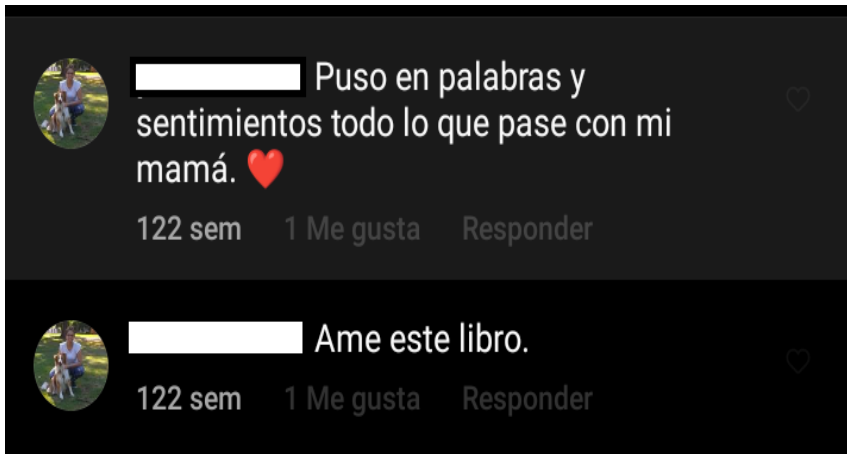 Puso en palabras y
sentimientos todo lo que pase con mi
mamá. ❤️
122 sem 1 Me gusta Responder
Ame este libro.
122 sem 1 Me gusta Responder